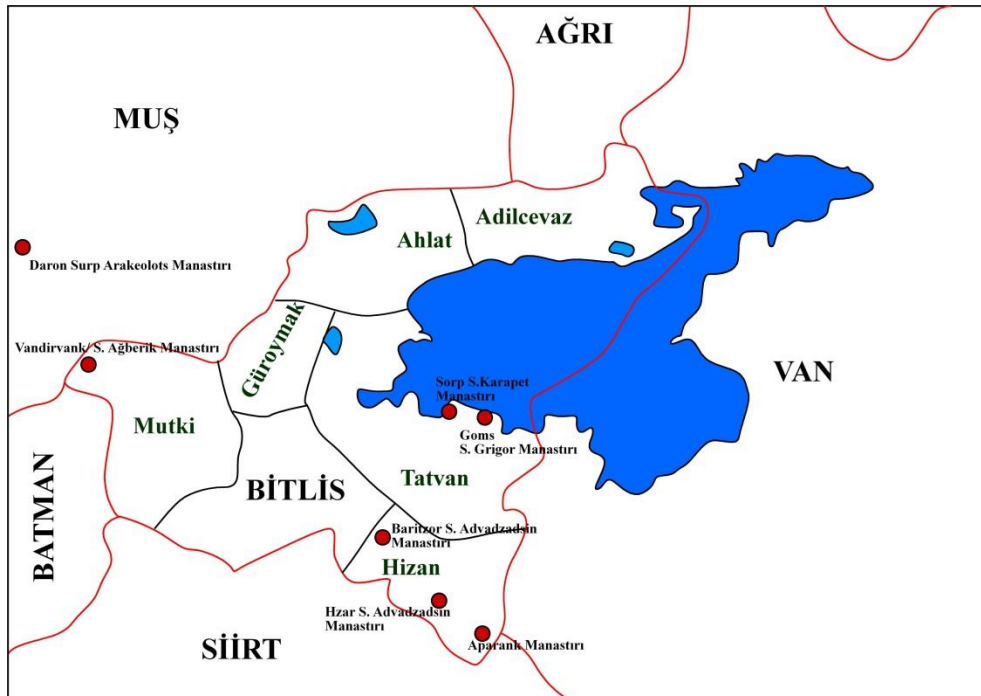 AĞRI
MUŞ
Adilcevaz
Ahlat
Daron Surp Arakeolots Manastırı
Güroymak
Vandirvank/ S. Ağberik Manastırı
VAN
Sorp S.Karapet
Manastırı
Mutki
Goms
S. Grigor Manastırı
Tatvan
BİTLİS
BATMAN
Baritzor S. Advadzadsin
Manastırı
Hizan
Hzar S. Advadzadsin
Manastırı
SİİRT
Aparank Manastırı